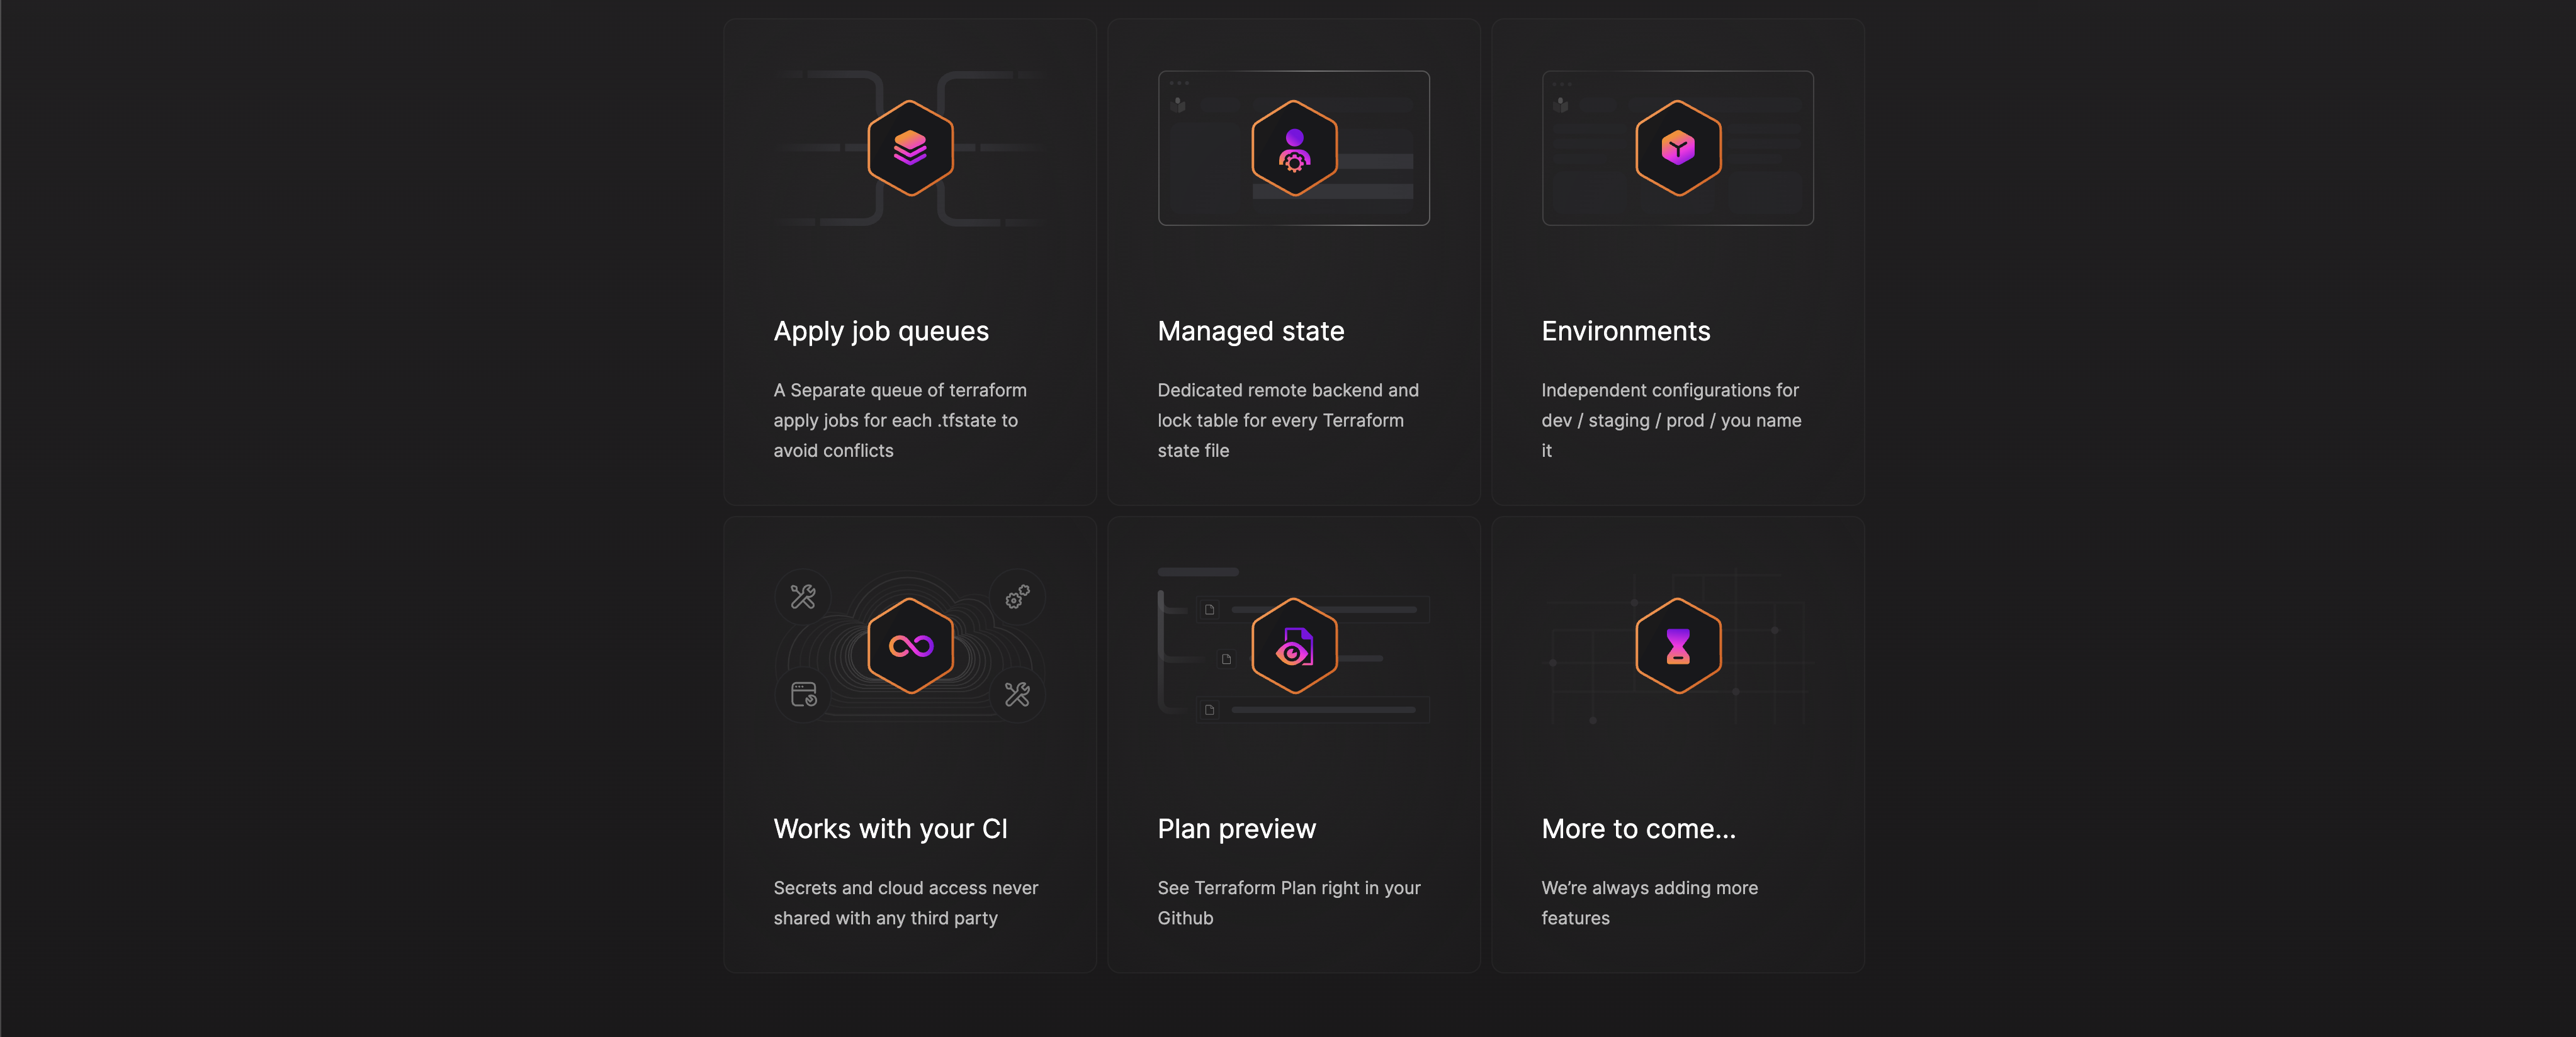 Apply job queues
A Separate queue of terraform
apply jobs for each .tfstate to
avoid conflicts
Managed state
Dedicated remote backend and
lock table for every Terraform
state file
Environments
Independent configurations for
dev / staging / prod / you name
it
Works with your CI
Secrets and cloud access never
shared with any third party
Plan preview
See Terraform Plan right in your
Github
More to come...
We’re always adding more
features